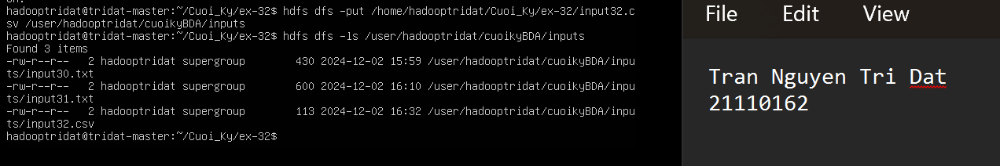 hadooptridat@tridat-master:~/Cuoi_Ky/ex-32$ hdfs dfs -put /home/hadooptridat/Cuoi_Ky/ex-32/input32.c
sv /user/hadooptridat/cuoikyBDA/inputs
hadooptridat@tridat-master:~/Cuoi_Ky/ex-32$ hdfs dfs -ls /user/hadooptridat/cuoikyBDA/inputs
Found 3 items
-rw-r--r--   2 hadooptridat supergroup        430 2024-12-02 15:59 /user/hadooptridat/cuoikyBDA/inpu
ts/input30.txt
-rw-r--r--   2 hadooptridat supergroup        600 2024-12-02 16:10 /user/hadooptridat/cuoikyBDA/inpu
ts/input31.txt
-rw-r--r--   2 hadooptridat supergroup        113 2024-12-02 16:32 /user/hadooptridat/cuoikyBDA/inpu
ts/input32.csv
hadooptridat@tridat-master:~/Cuoi_Ky/ex-32$
File Edit View
Tran Nguyen Tri Dat
21110162